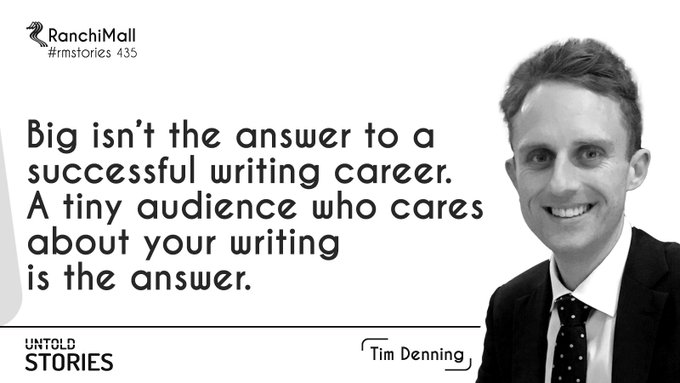 RanchiMall
#rmstories 435
Big isn't the answer to a
successful writing career.
A tiny audience who cares
about your writing
is the answer.
UNTOLD
STORIES
Tim Denning